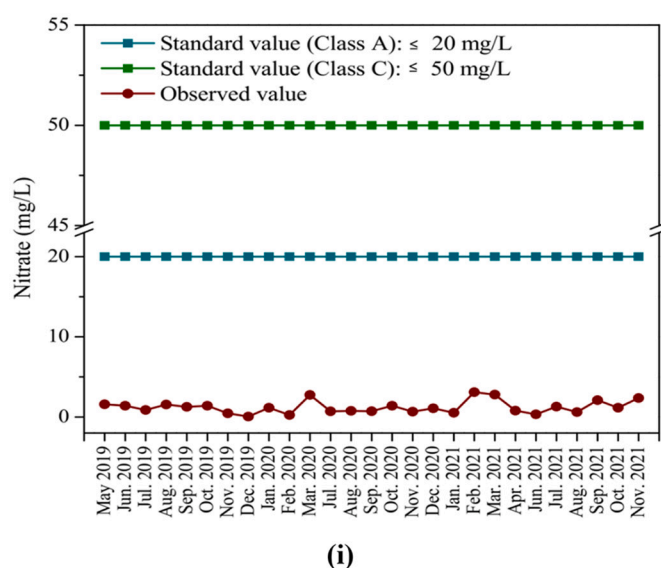 55
Standard value (Class A): ≤ 20 mg/L
Standard value (Class C): ≤ 50 mg/L
Observed value
50
45
20
10
0
Nitrate (mg/L)
May 2019
Jun. 2019
Jul. 2019
Aug. 2019
Sep. 2019
Oct. 2019
Nov. 2019
Dec. 2019
Jan. 2020
Feb. 2020
Mar. 2020
Jul. 2020
Aug. 2020
Sep. 2020
Oct. 2020
Nov. 2020
Dec. 2020
Jan. 2021
Feb. 2021
Mar. 2021
Apr. 2021
Jun. 2021
Jul. 2021
Aug. 2021
Sep. 2021
Oct. 2021
Nov. 2021
(i)